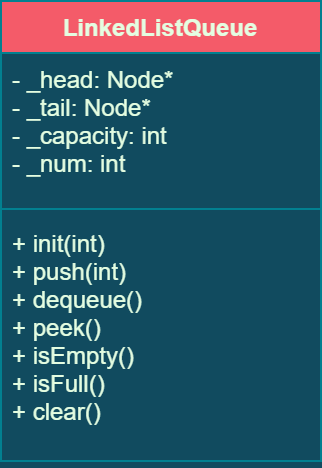 LinkedListQueue
- _head: Node*
- _tail: Node*
- _capacity: int
- _num: int
+ init(int)
+ push(int)
+ dequeue()
+ peek()
+ isEmpty()
+ isFull()
+ clear()